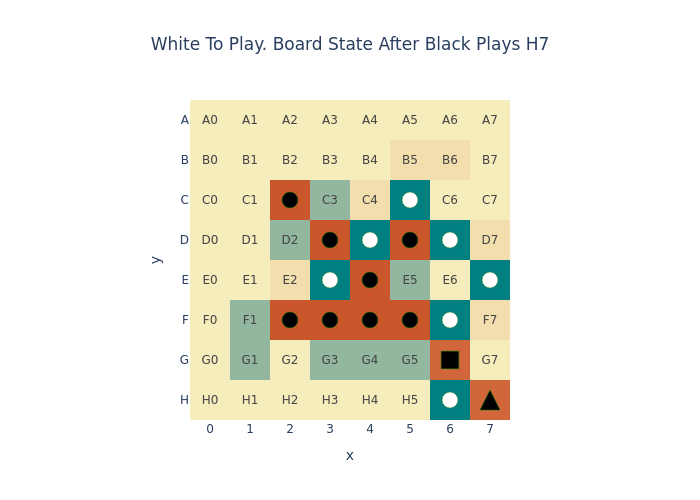 White To Play. Board State After Black Plays H7
A A0 A1 A2 A3 A4 A5 A6 A7
B B0 B1 B2 B3 B4 B5 B6 B7
C C0 C1 C3 C4 C6 C7
D D0 D1 D2 D7
y
E E0 E1 E2 E5 E6
F F0 F1 F7
G G0 G1 G2 G3 G4 G5 G7
H H0 H1 H2 H3 H4 H5
0 1 2 3 4 5 6 7
x